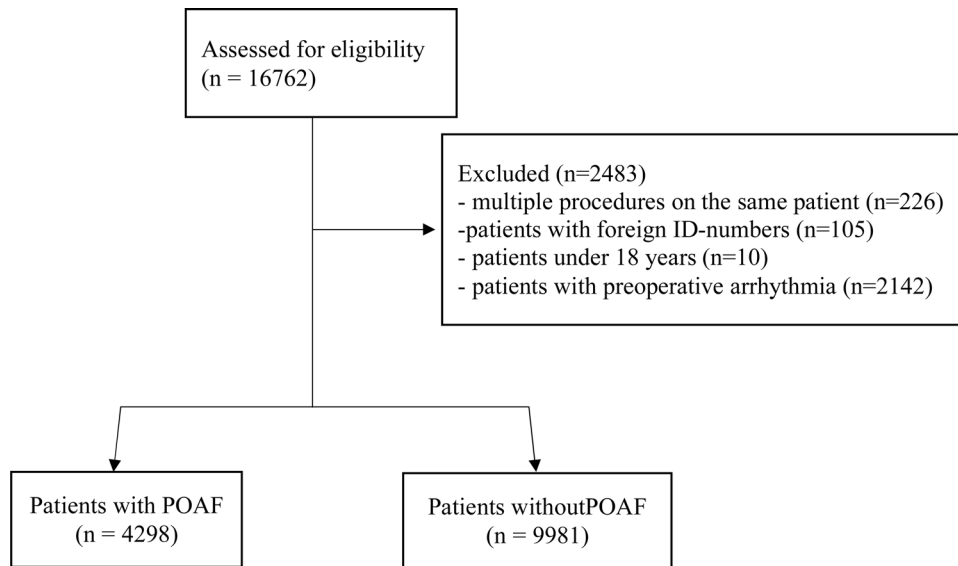 Assessed for eligibility
(n = 16762)
Excluded (n=2483)
- multiple procedures on the same patient (n=226)
-patients with foreign ID-numbers (n=105)
- patients under 18 years (n=10)
- patients with preoperative arrhythmia (n=2142)
Patients with POAF
(n = 4298)
Patients withoutPOAF
(n = 9981)